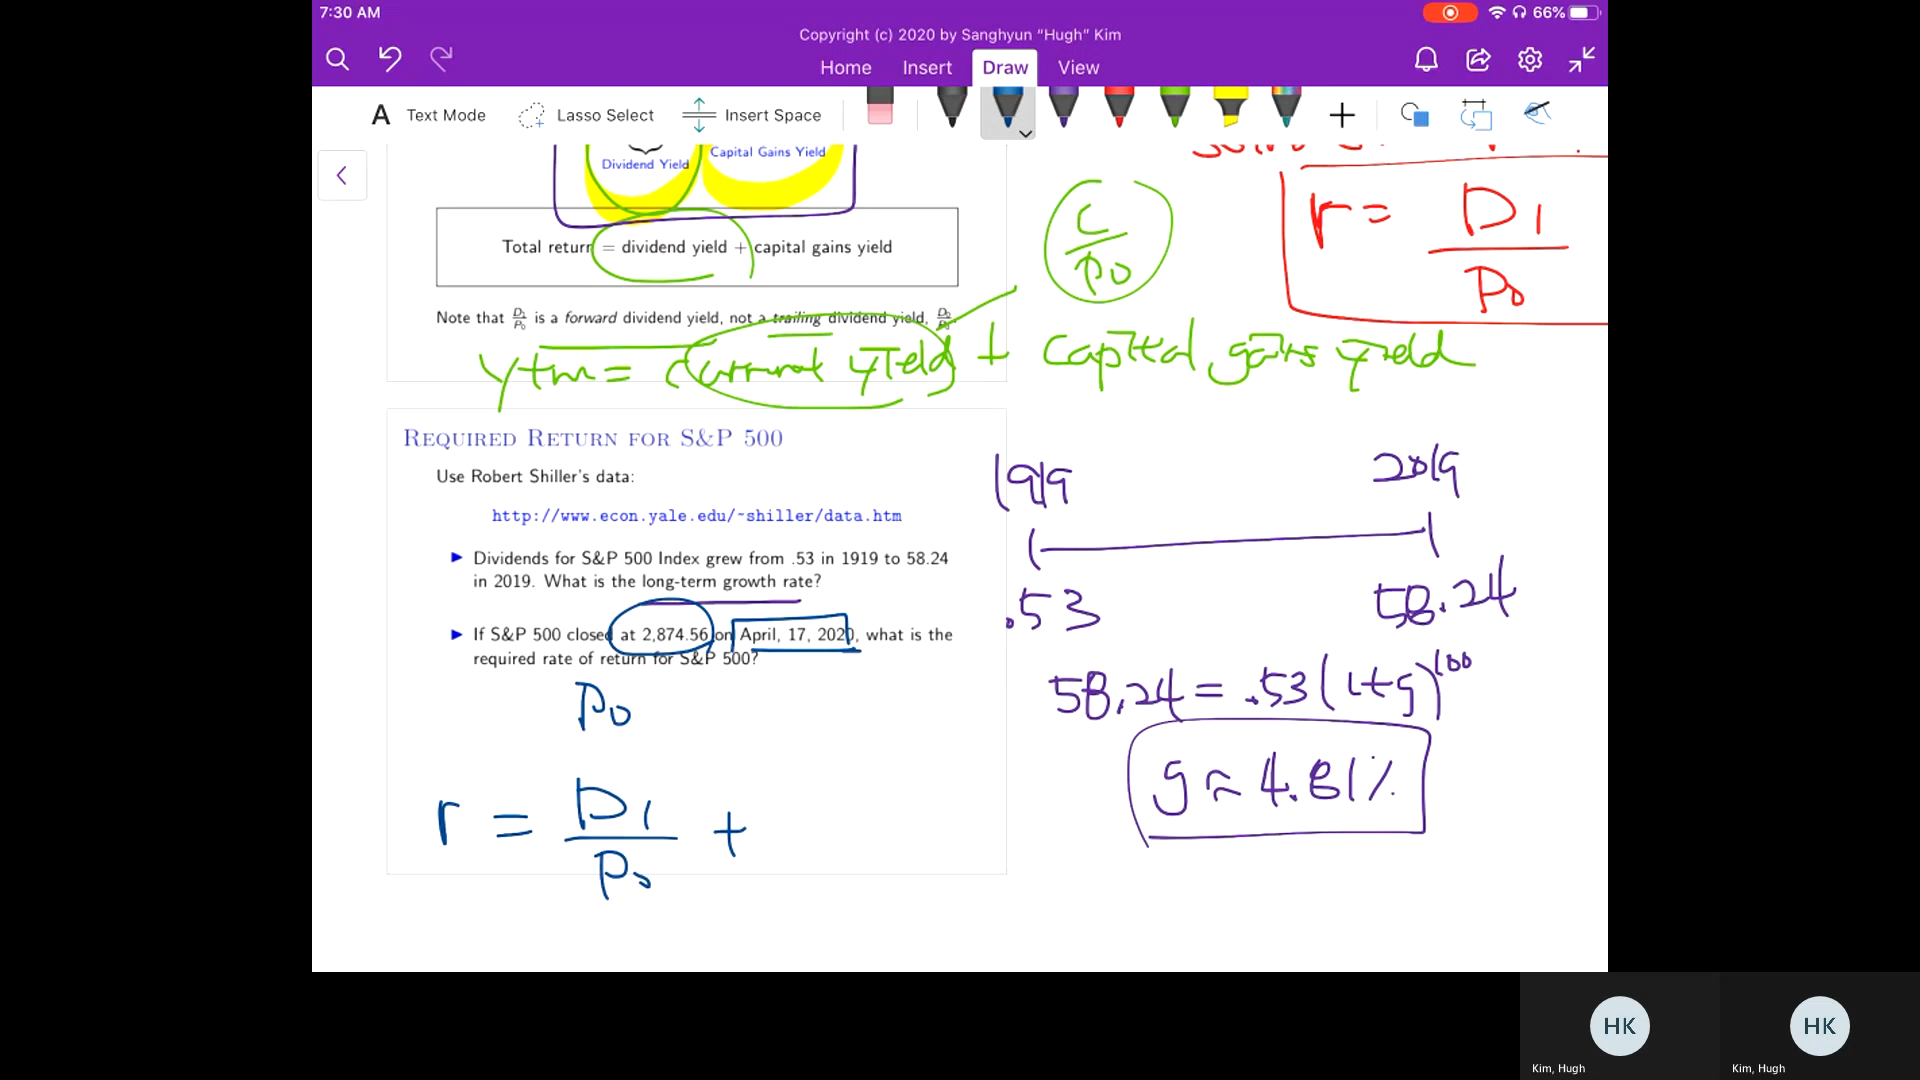 7:30 AM
66%
Copyright (c) 2020 by Sanghyun “Hugh” Kim
Home Insert Draw View
A Text Mode Lasso Select Insert Space
Dividend Yield
Capital Gains Yield
Total return = dividend yield + capital gains yield
C
P0
r = D1
P0
Note that D1/P0 is a forward dividend yield, not a trailing dividend yield, D0/P0.
ytm = current yield + capital gains yield
REQUIRED RETURN FOR S&P 500
Use Robert Shiller's data:
http://www.econ.yale.edu/~shiller/data.htm
▶ Dividends for S&P 500 Index grew from .53 in 1919 to 58.24
in 2019. What is the long-term growth rate?
▶ If S&P 500 closed at 2,874.56 on April, 17, 2020, what is the
required rate of return for S&P 500?
P0
r = D1 +
P0
1919 2019
.53 58.24
58.24 = .53(1+g)^100
g ≈ 4.81%
HK HK
Kim, Hugh Kim, Hugh